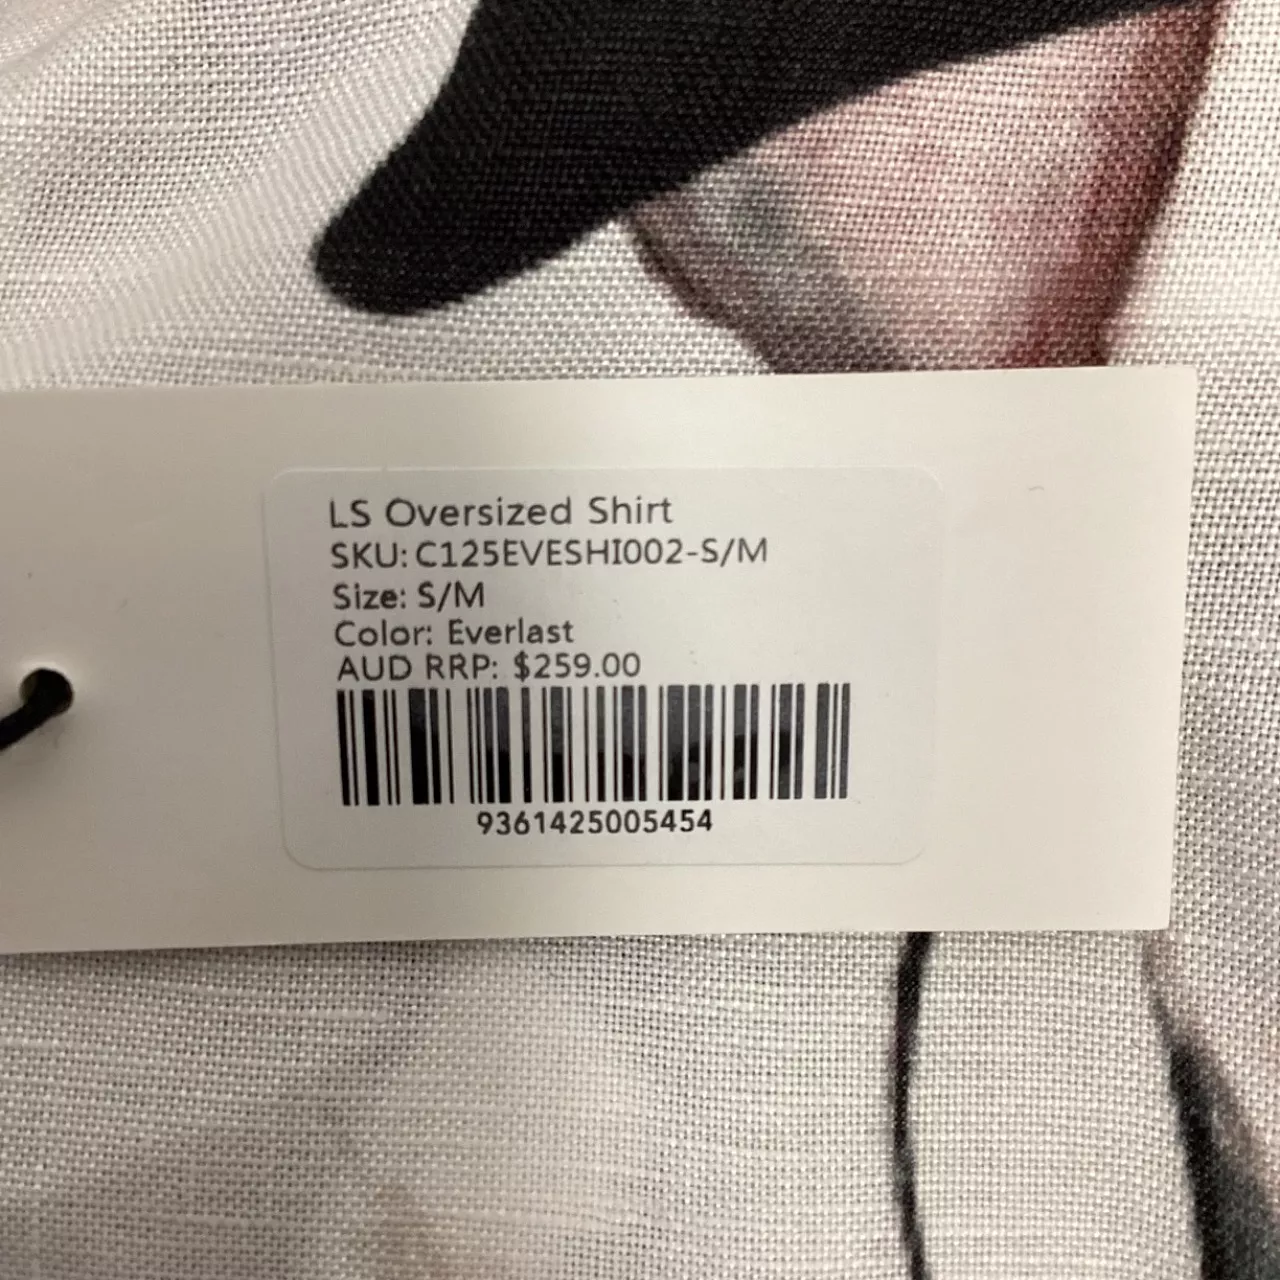 LS Oversized Shirt
SKU: C125EVESHI002-S/M
Size: S/M
Color: Everlast
AUD RRP: $259.00
9361425005454